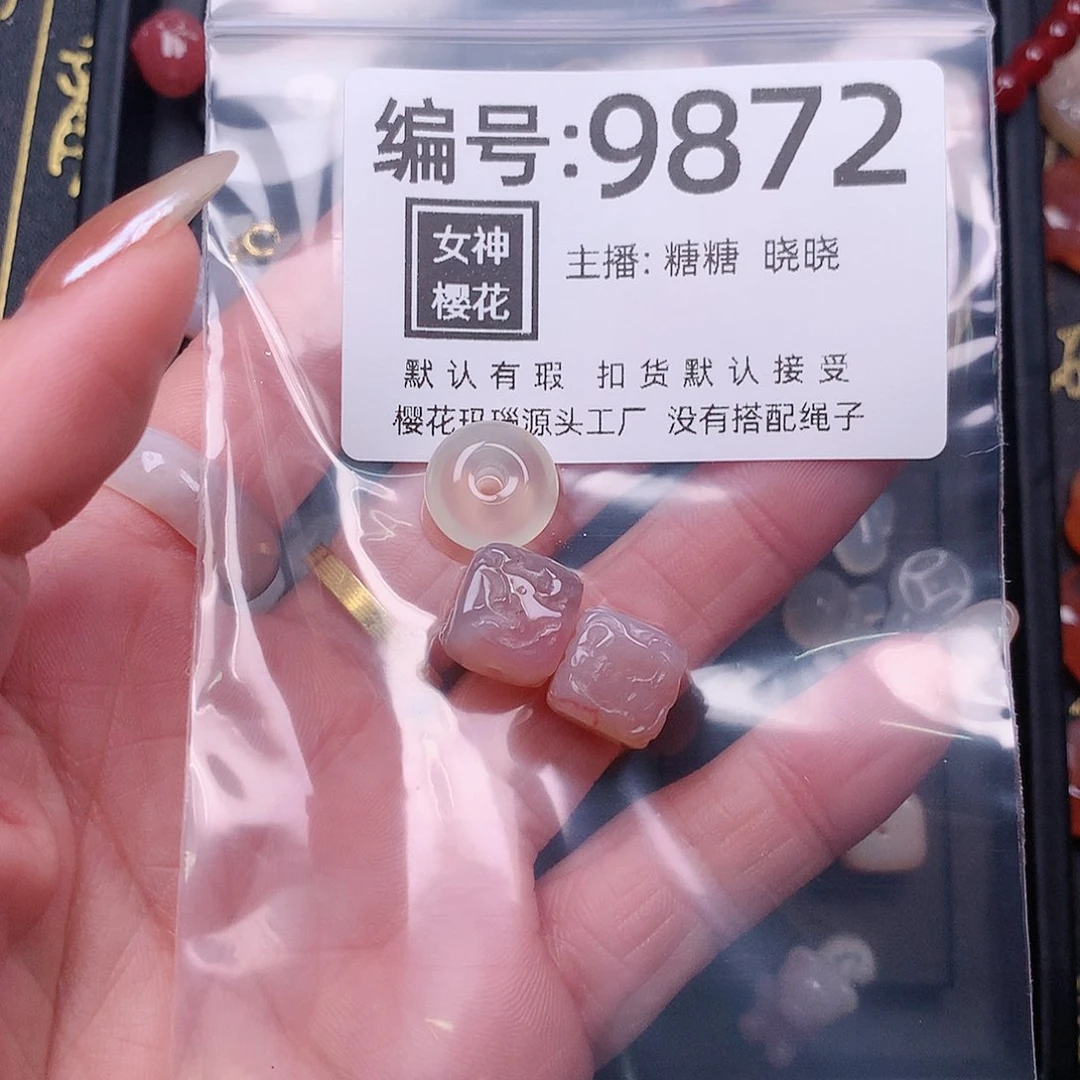 编号:9872
女神
樱花
主播: 糖糖 晓晓
默认有瑕 扣货默认接受
樱花玛瑙源头工厂 没有搭配绳子